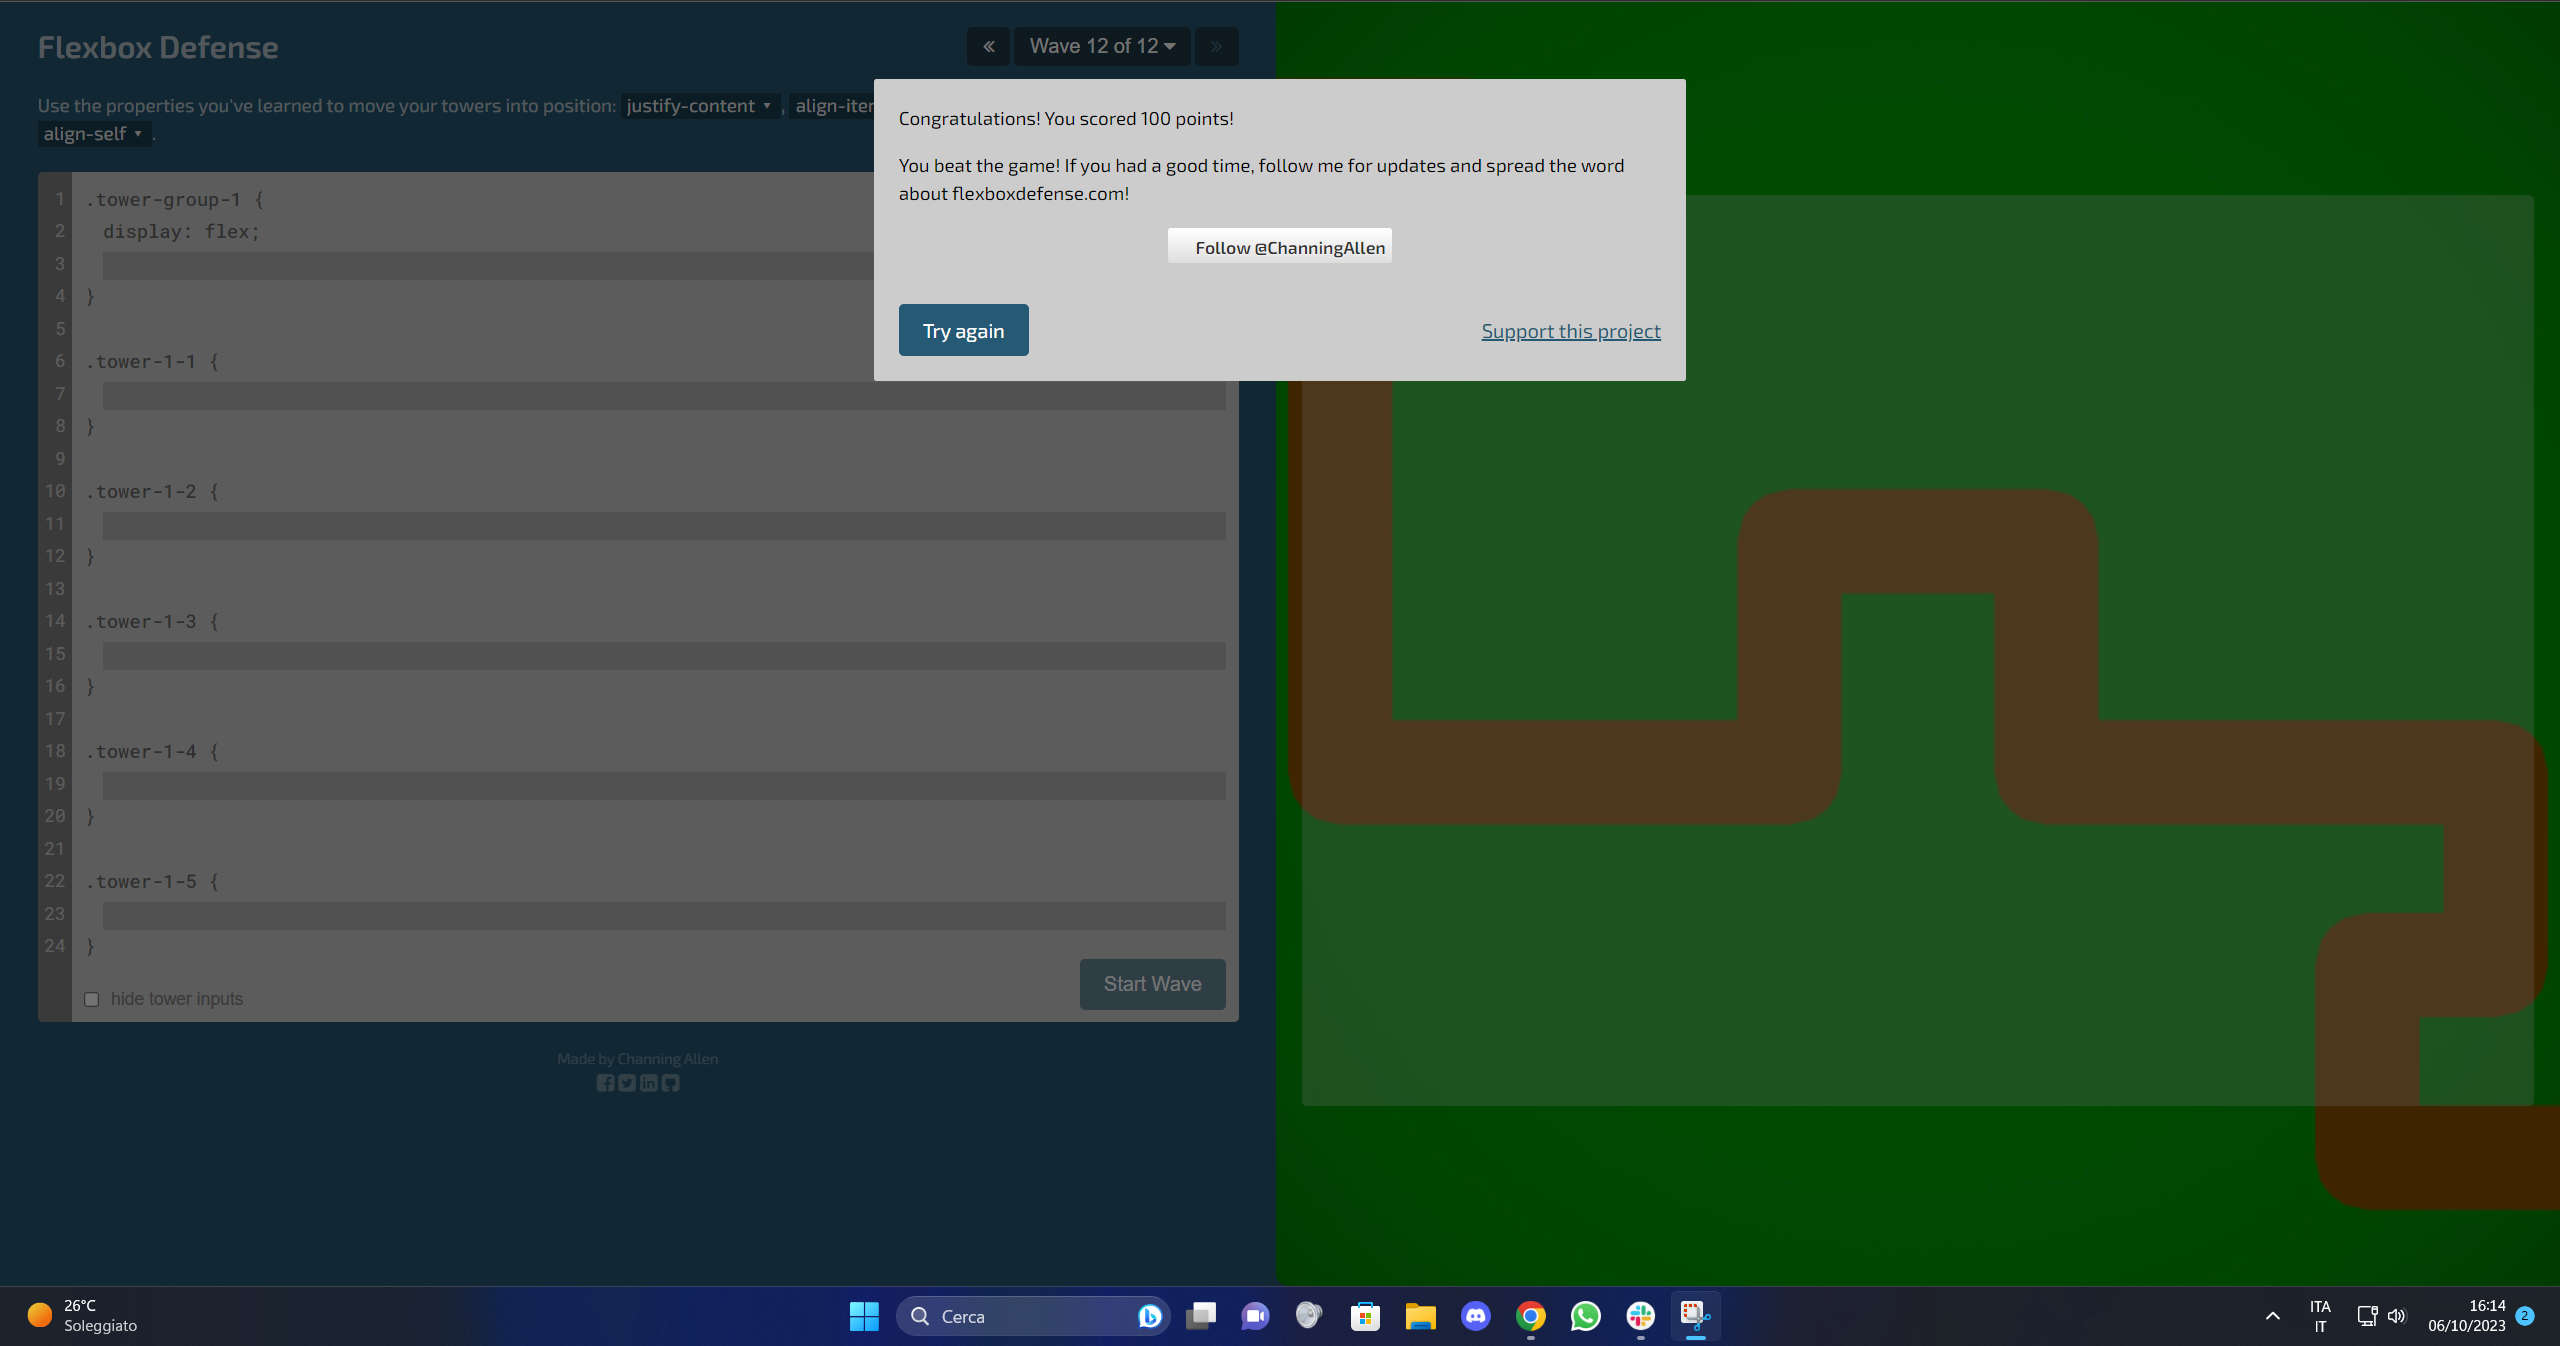 Flexbox Defense
«
Wave 12 of 12
»
Use the properties you've learned to move your towers into position: justify-content , align-iter
align-self .
Congratulations! You scored 100 points!
You beat the game! If you had a good time, follow me for updates and spread the word
about flexboxdefense.com!
Follow @ChanningAllen
Try again
Support this project
1 .tower-group-1 {
2 display: flex;
3
4 }
5
6 .tower-1-1 {
7
8 }
9
10 .tower-1-2 {
11
12 }
13
14 .tower-1-3 {
15
16 }
17
18 .tower-1-4 {
19
20 }
21
22 .tower-1-5 {
23
24 }
hide tower inputs
Start Wave
Made by Channing Allen
26°C
Soleggiato
Cerca
ITA
IT
16:14
06/10/2023
2